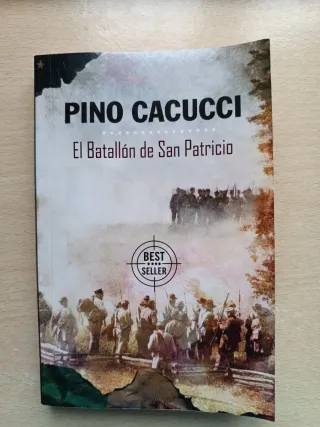 PINO CACUCCI
El Batallón de San Patricio
BEST
SELLER